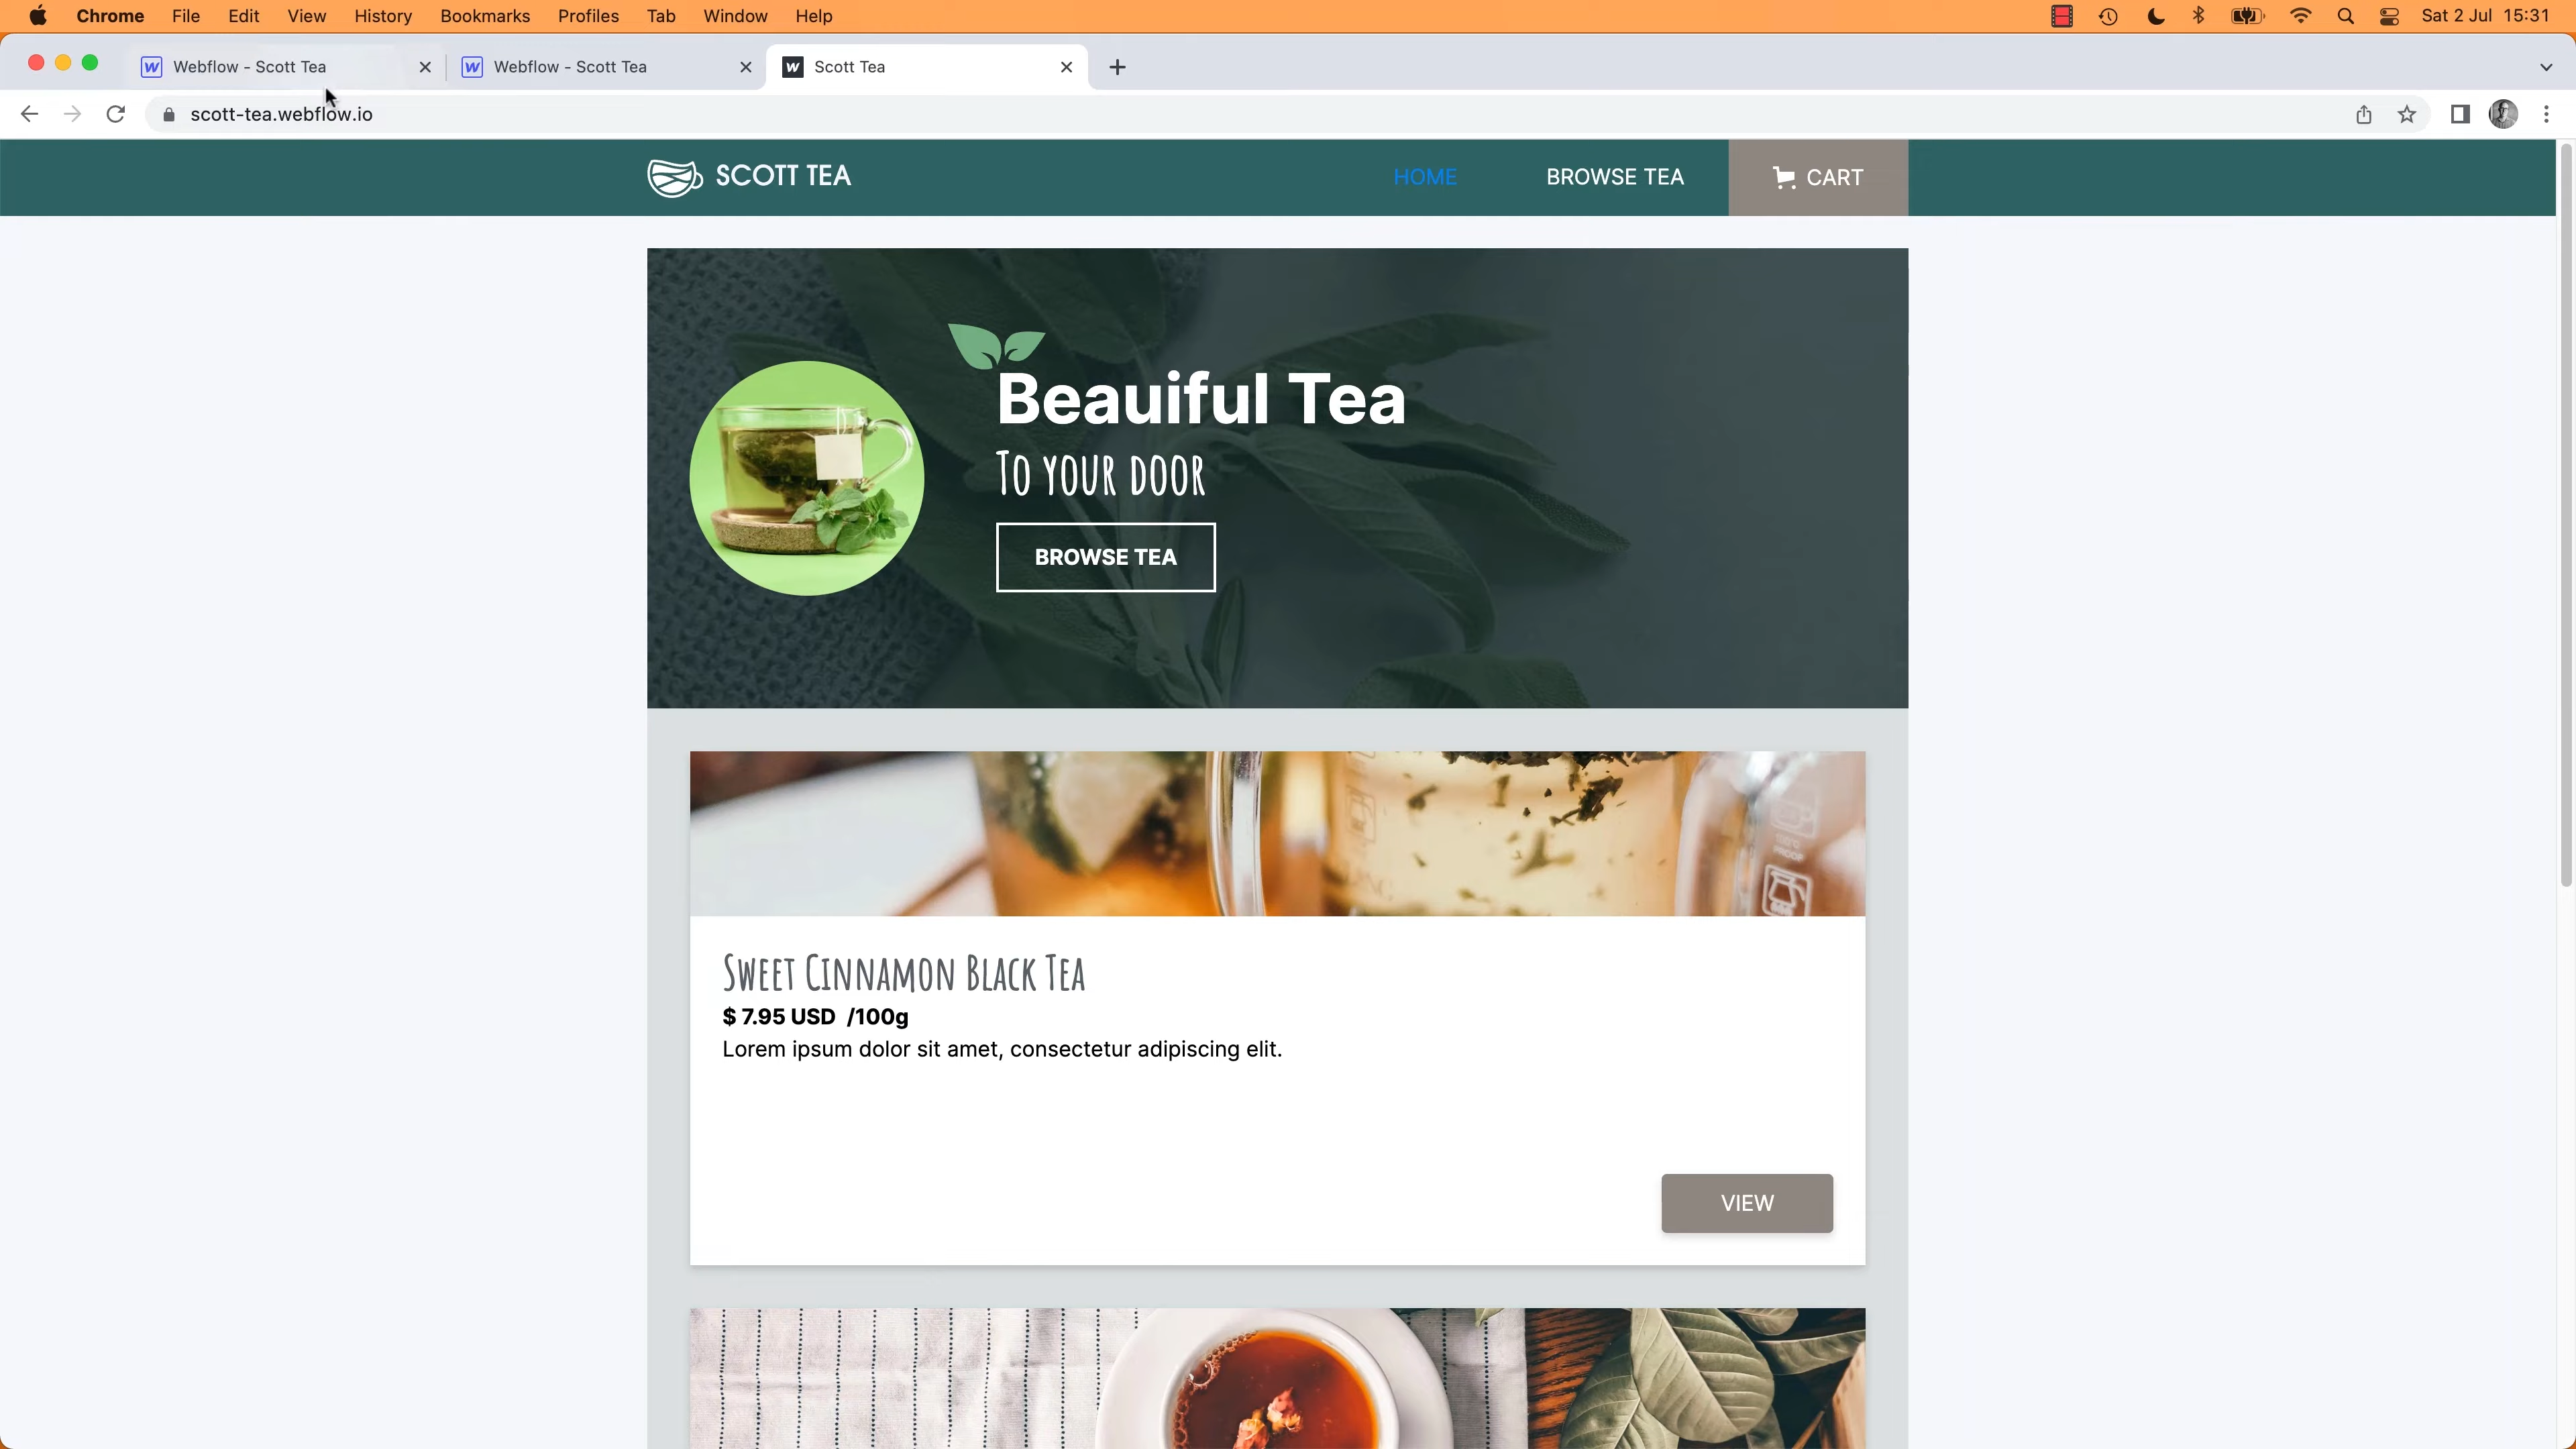 Chrome File Edit View History Bookmarks Profiles Tab Window Help Sat 2 Jul 15:31
Webflow - Scott Tea Webflow - Scott Tea Scott Tea
scott-tea.webflow.io
SCOTT TEA HOME BROWSE TEA CART
Beauiful Tea
To your door
BROWSE TEA
PROOF
Sweet Cinnamon Black Tea
$ 7.95 USD /100g
Lorem ipsum dolor sit amet, consectetur adipiscing elit.
VIEW